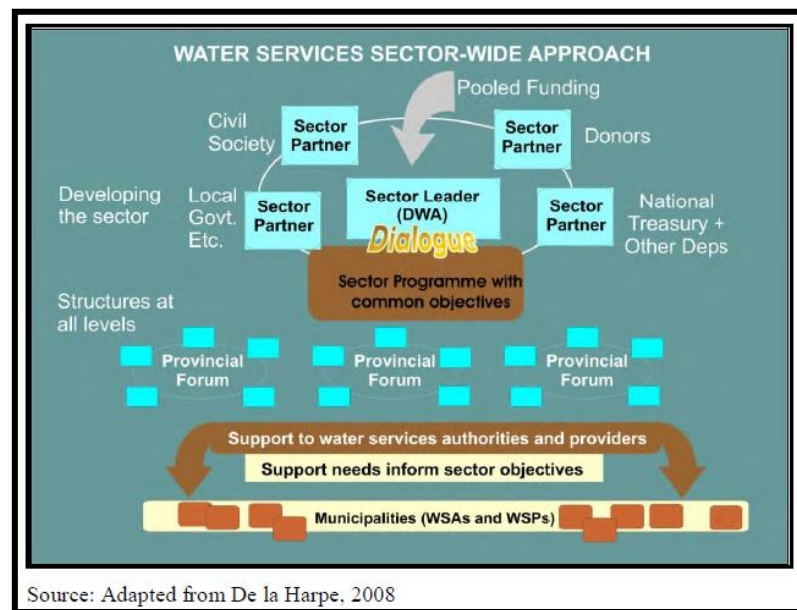 WATER SERVICES SECTOR-WIDE APPROACH
Pooled Funding
Civil
Society
Sector
Partner
Sector
Partner
Donors
Developing
the sector
Local
Govt.
Etc.
Sector
Partner
Sector Leader
(DWA)
Dialogue
Sector
Partner
National
Treasury +
Other Deps
Sector Programme with
common objectives
Structures at
all levels
Provincial
Forum
Provincial
Forum
Provincial
Forum
Support to water services authorities and providers
Support needs inform sector objectives
Municipalities (WSAs and WSPs)
Source: Adapted from De la Harpe, 2008